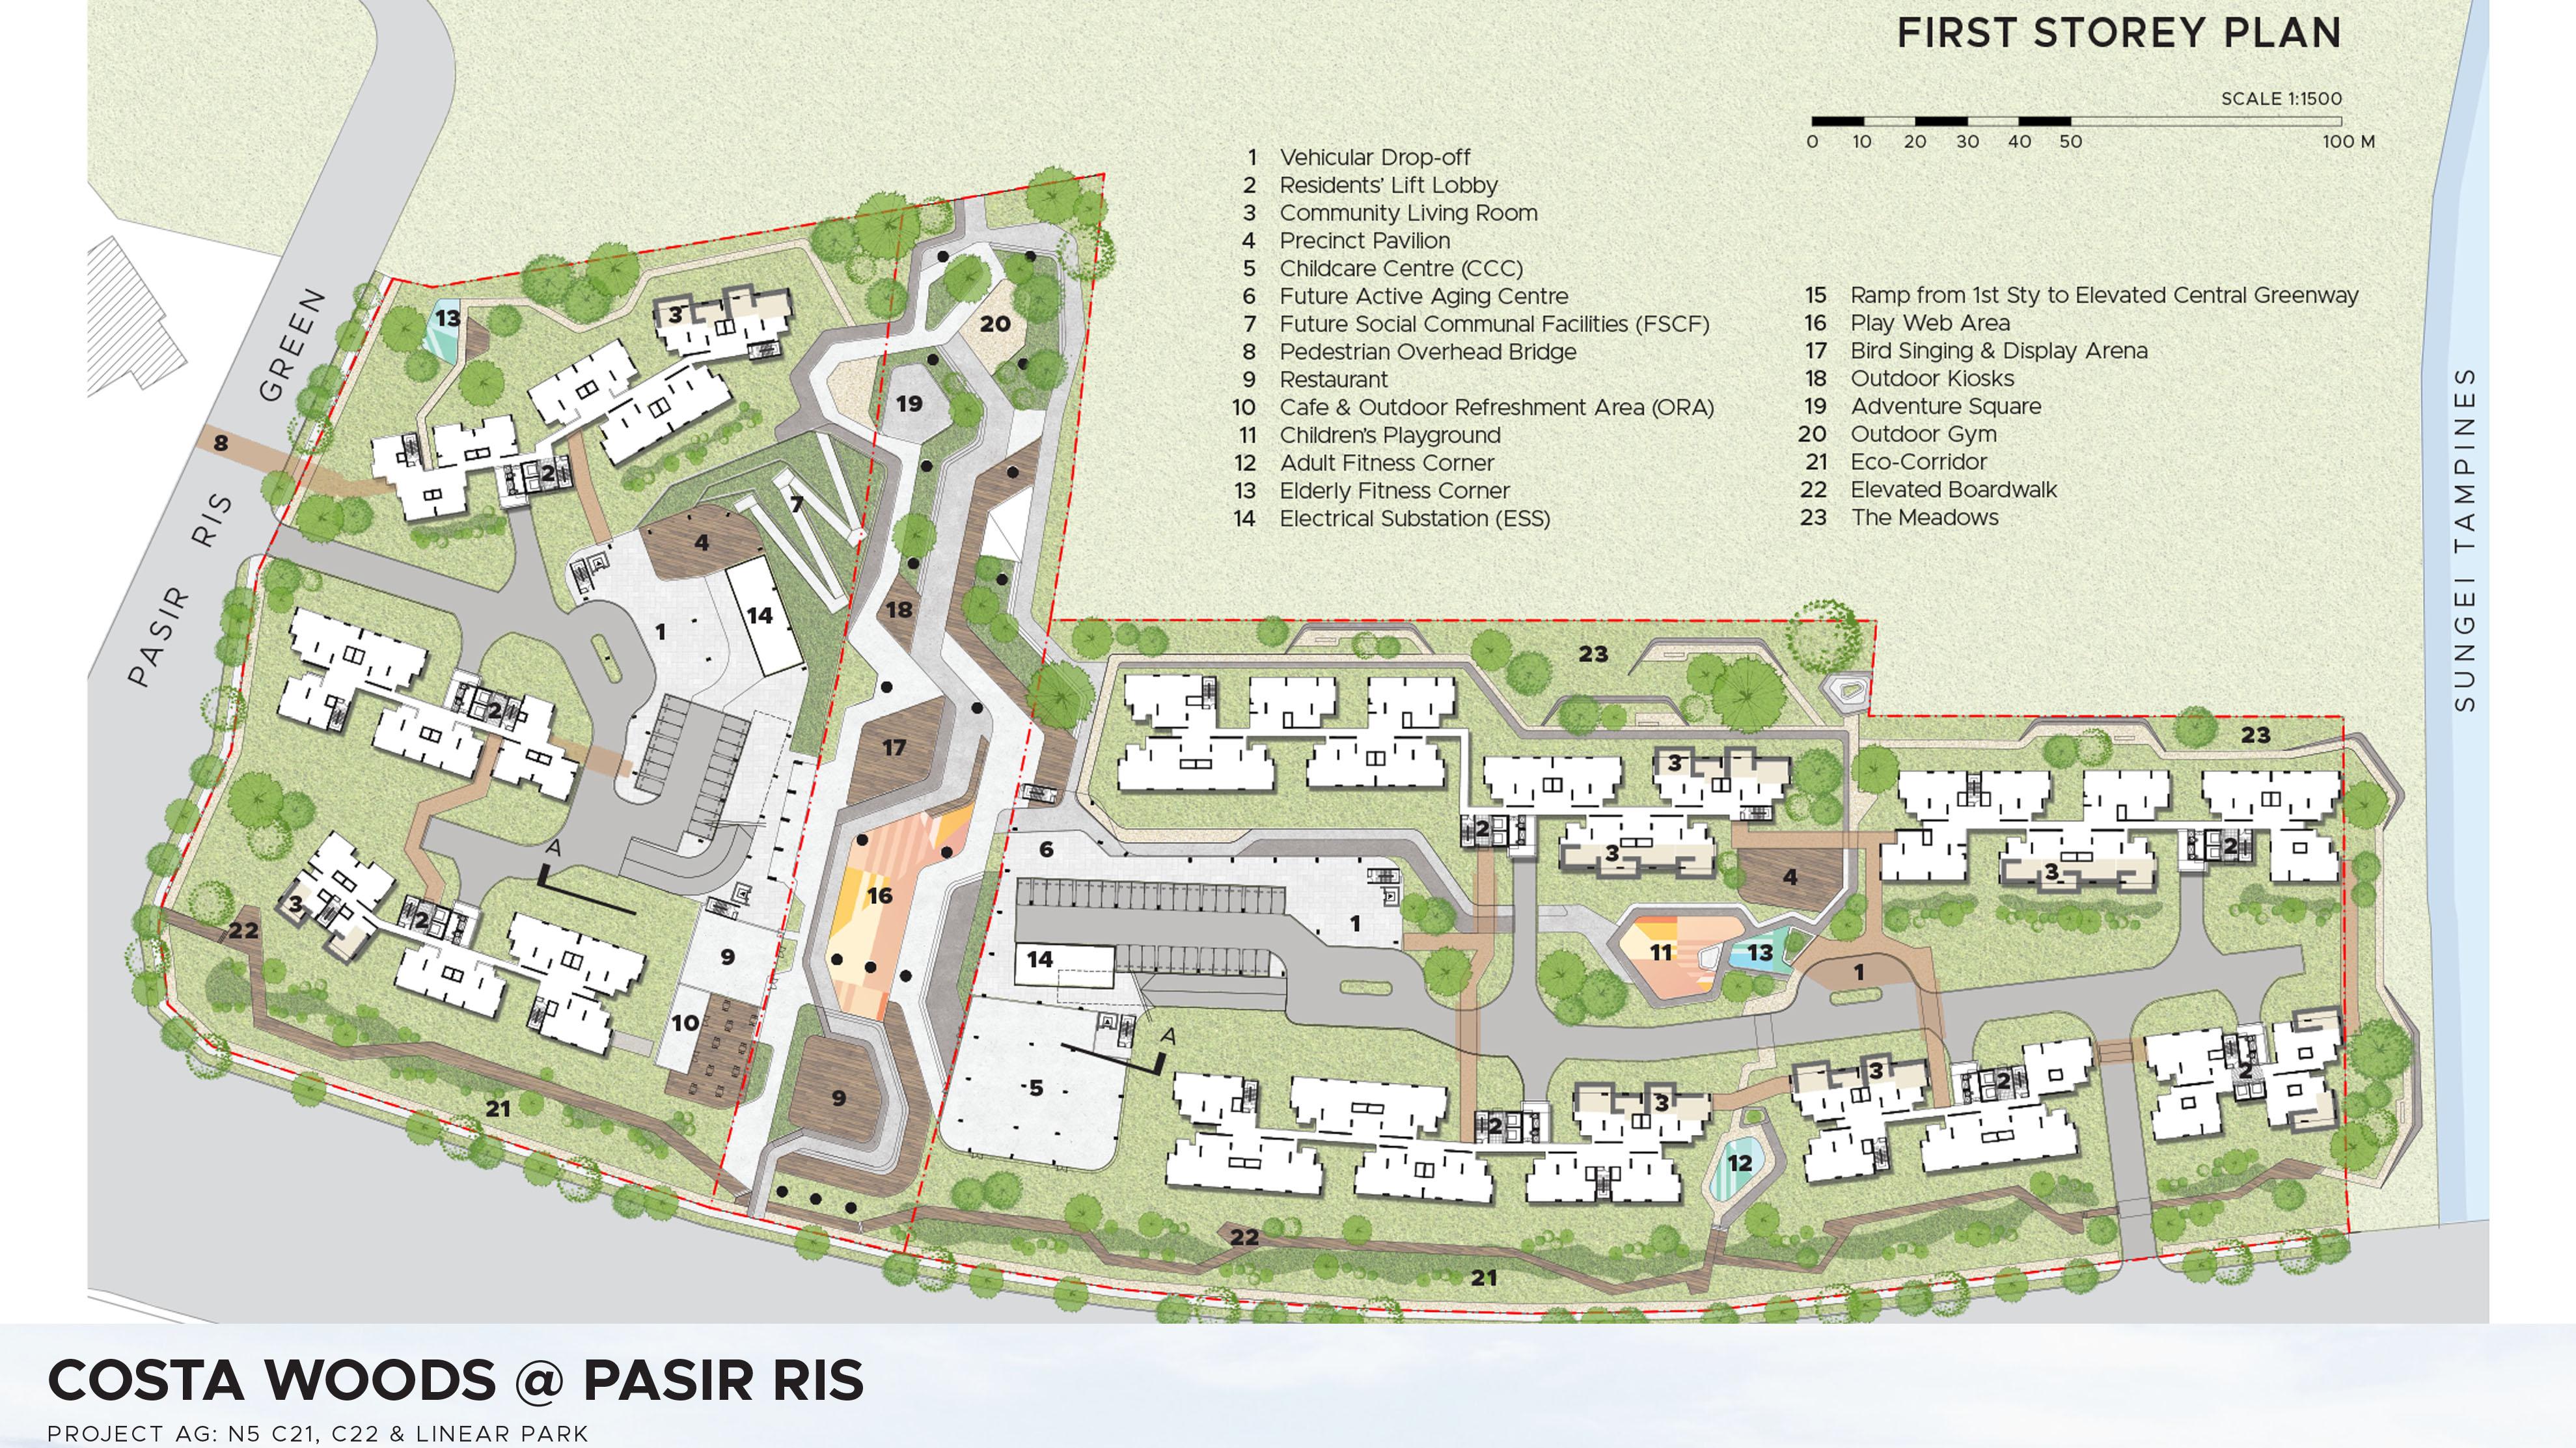 FIRST STOREY PLAN
SCALE 1:1500
0 10 20 30 40 50 100 M
1 Vehicular Drop-off
2 Residents' Lift Lobby
3 Community Living Room
4 Precinct Pavilion
5 Childcare Centre (CCC)
6 Future Active Aging Centre
7 Future Social Communal Facilities (FSCF)
8 Pedestrian Overhead Bridge
9 Restaurant
10 Cafe & Outdoor Refreshment Area (ORA)
11 Children's Playground
12 Adult Fitness Corner
13 Elderly Fitness Corner
14 Electrical Substation (ESS)
15 Ramp from 1st Sty to Elevated Central Greenway
16 Play Web Area
17 Bird Singing & Display Arena
18 Outdoor Kiosks
19 Adventure Square
20 Outdoor Gym
21 Eco-Corridor
22 Elevated Boardwalk
23 The Meadows
PASIR RIS GREEN
SUNGEI TAMPINES
13
3
20
19
8
2
7
4
18
14
1
23
2
17
3
23
2
A
6
3
2
4
3
16
3
2
22
1
9
14
11
13
1
10
A
5
3
2
2
9
3
21
2
12
22
21
COSTA WOODS @ PASIR RIS
PROJECT AG: N5 C21, C22 & LINEAR PARK